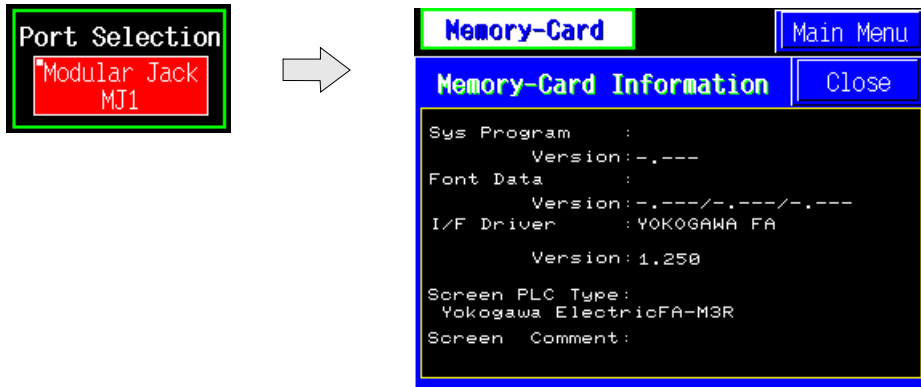 Port Selection
Modular Jack
MJ1
Memory-Card
Main Menu
Memory-Card Information
Close
Sys Program :
Version:-.---
Font Data :
Version:-.---/-.---/-.---
I/F Driver :YOKOGAWA FA
Version:1.250
Screen PLC Type:
Yokogawa ElectricFA-M3R
Screen Comment: